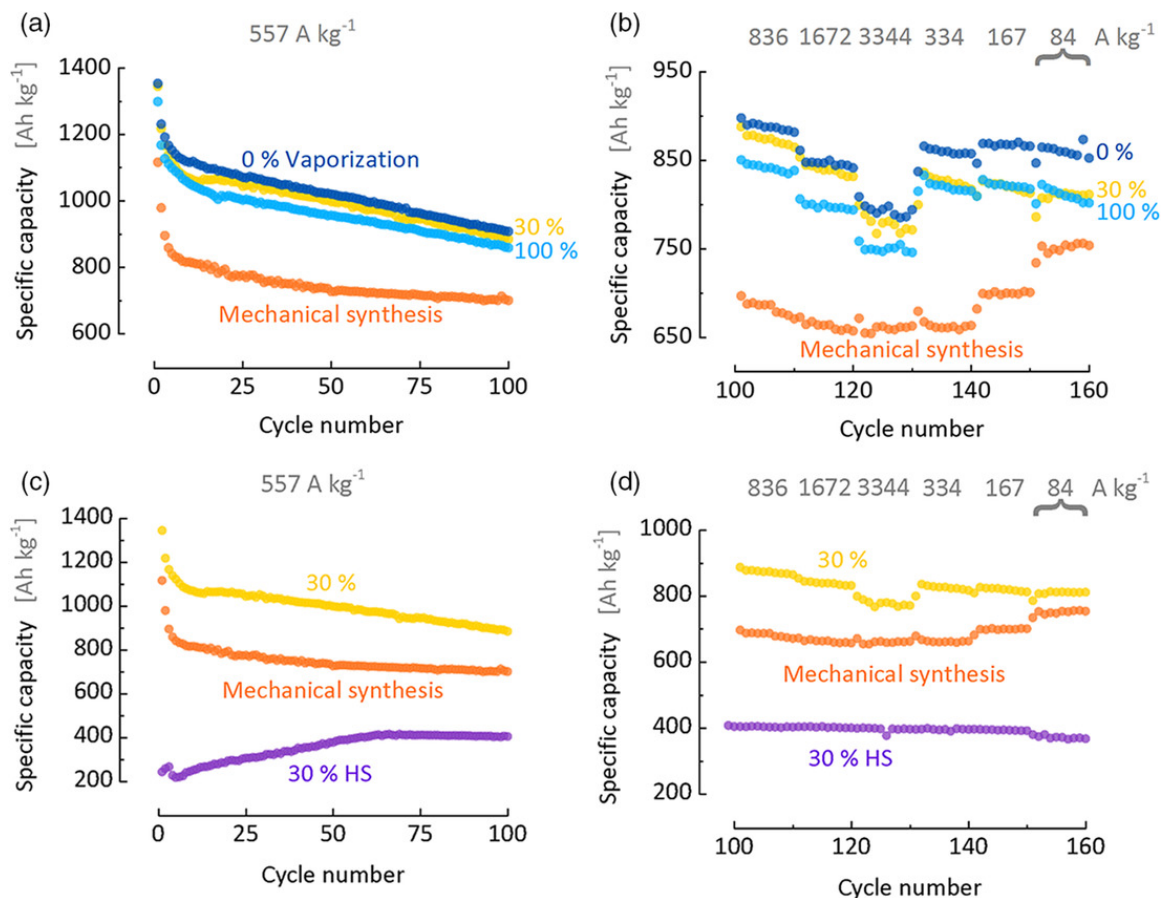 (a)
557 A kg⁻¹
Specific capacity [Ah kg⁻¹]
1400
1200
1000
800
600
0 % Vaporization
30 %
100 %
Mechanical synthesis
0 25 50 75 100
Cycle number
(b)
836 1672 3344 334 167 84 A kg⁻¹
Specific capacity [Ah kg⁻¹]
950
850
750
650
0 %
30 %
100 %
Mechanical synthesis
100 120 140 160
Cycle number
(c)
557 A kg⁻¹
Specific capacity [Ah kg⁻¹]
1400
1200
1000
800
600
400
200
30 %
Mechanical synthesis
30 % HS
0 25 50 75 100
Cycle number
(d)
836 1672 3344 334 167 84 A kg⁻¹
Specific capacity [Ah kg⁻¹]
1000
800
600
400
200
30 %
Mechanical synthesis
30 % HS
100 120 140 160
Cycle number